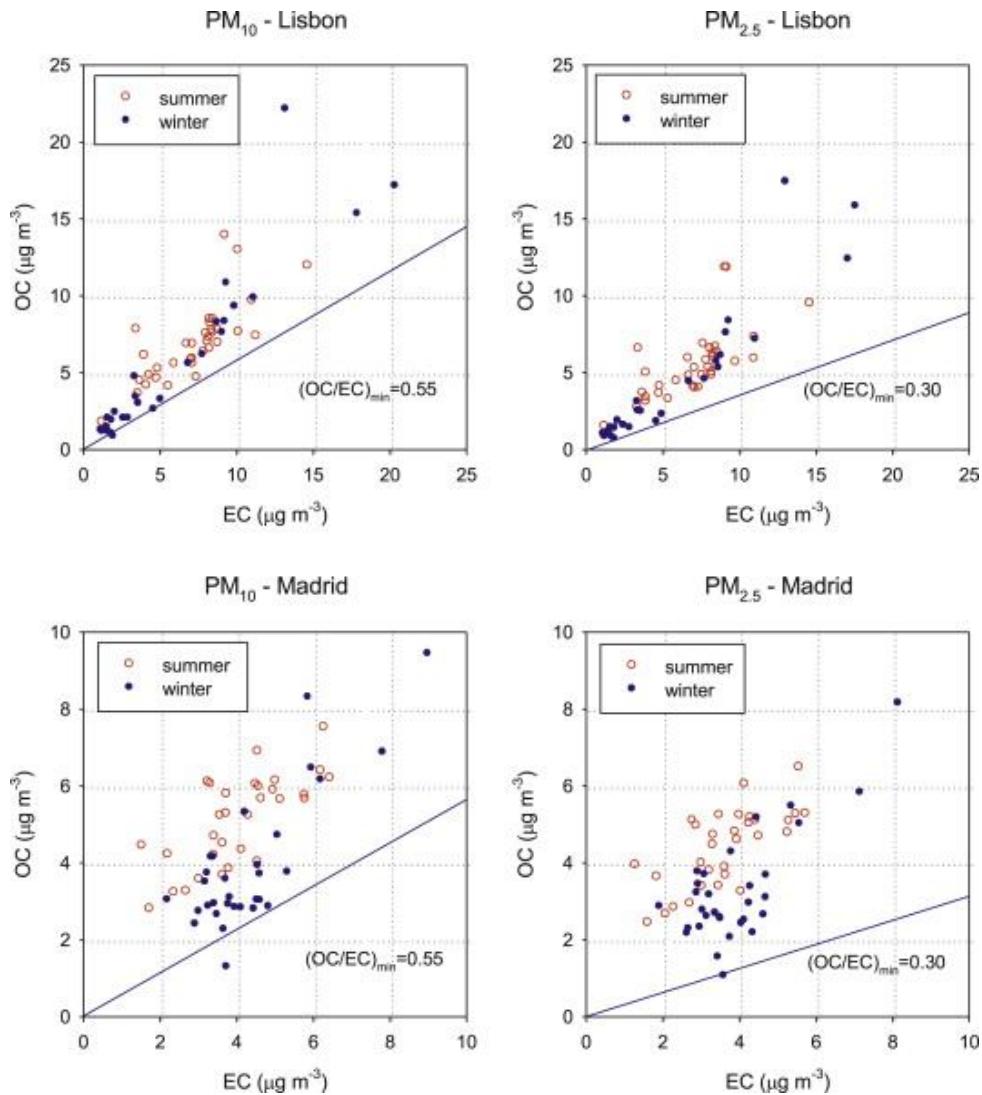 PM10 - Lisbon
25
20
15
10
5
0
OC (μg m-3)
summer
winter
(OC/EC)min=0.55
0 5 10 15 20 25
EC (μg m-3)
PM2.5 - Lisbon
25
20
15
10
5
0
OC (μg m-3)
summer
winter
(OC/EC)min=0.30
0 5 10 15 20 25
EC (μg m-3)
PM10 - Madrid
10
8
6
4
2
0
OC (μg m-3)
summer
winter
(OC/EC)min=0.55
0 2 4 6 8 10
EC (μg m-3)
PM2.5 - Madrid
10
8
6
4
2
0
OC (μg m-3)
summer
winter
(OC/EC)min=0.30
0 2 4 6 8 10
EC (μg m-3)